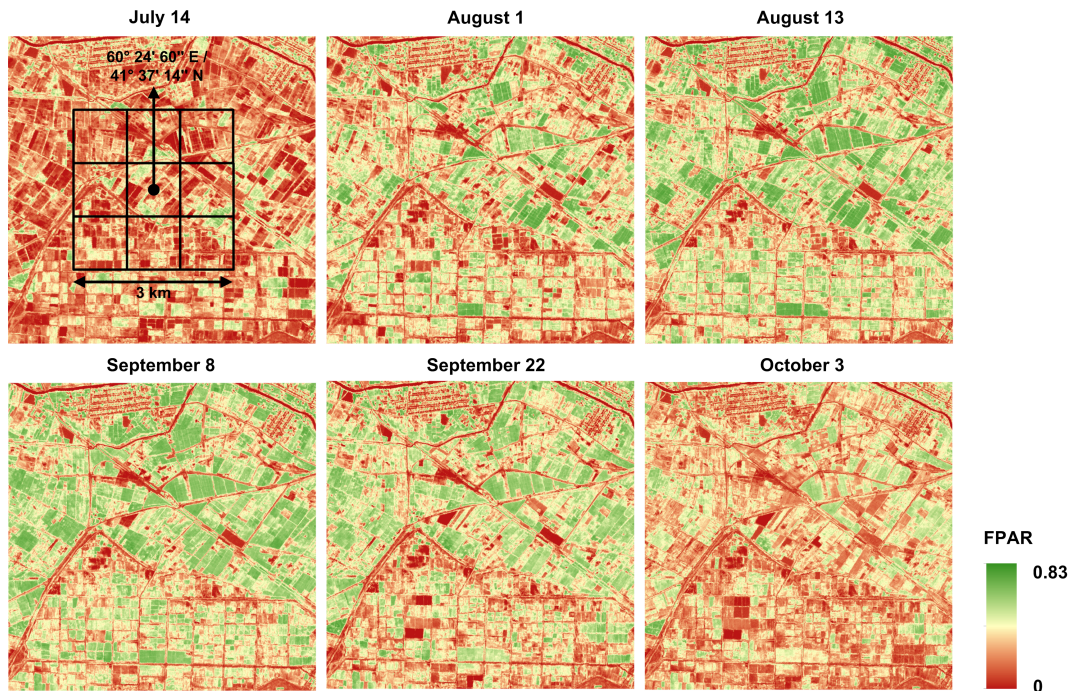 July 14
August 1
August 13
60° 24' 60" E /
41° 37' 14" N
3 km
September 8
September 22
October 3
FPAR
0.83
0